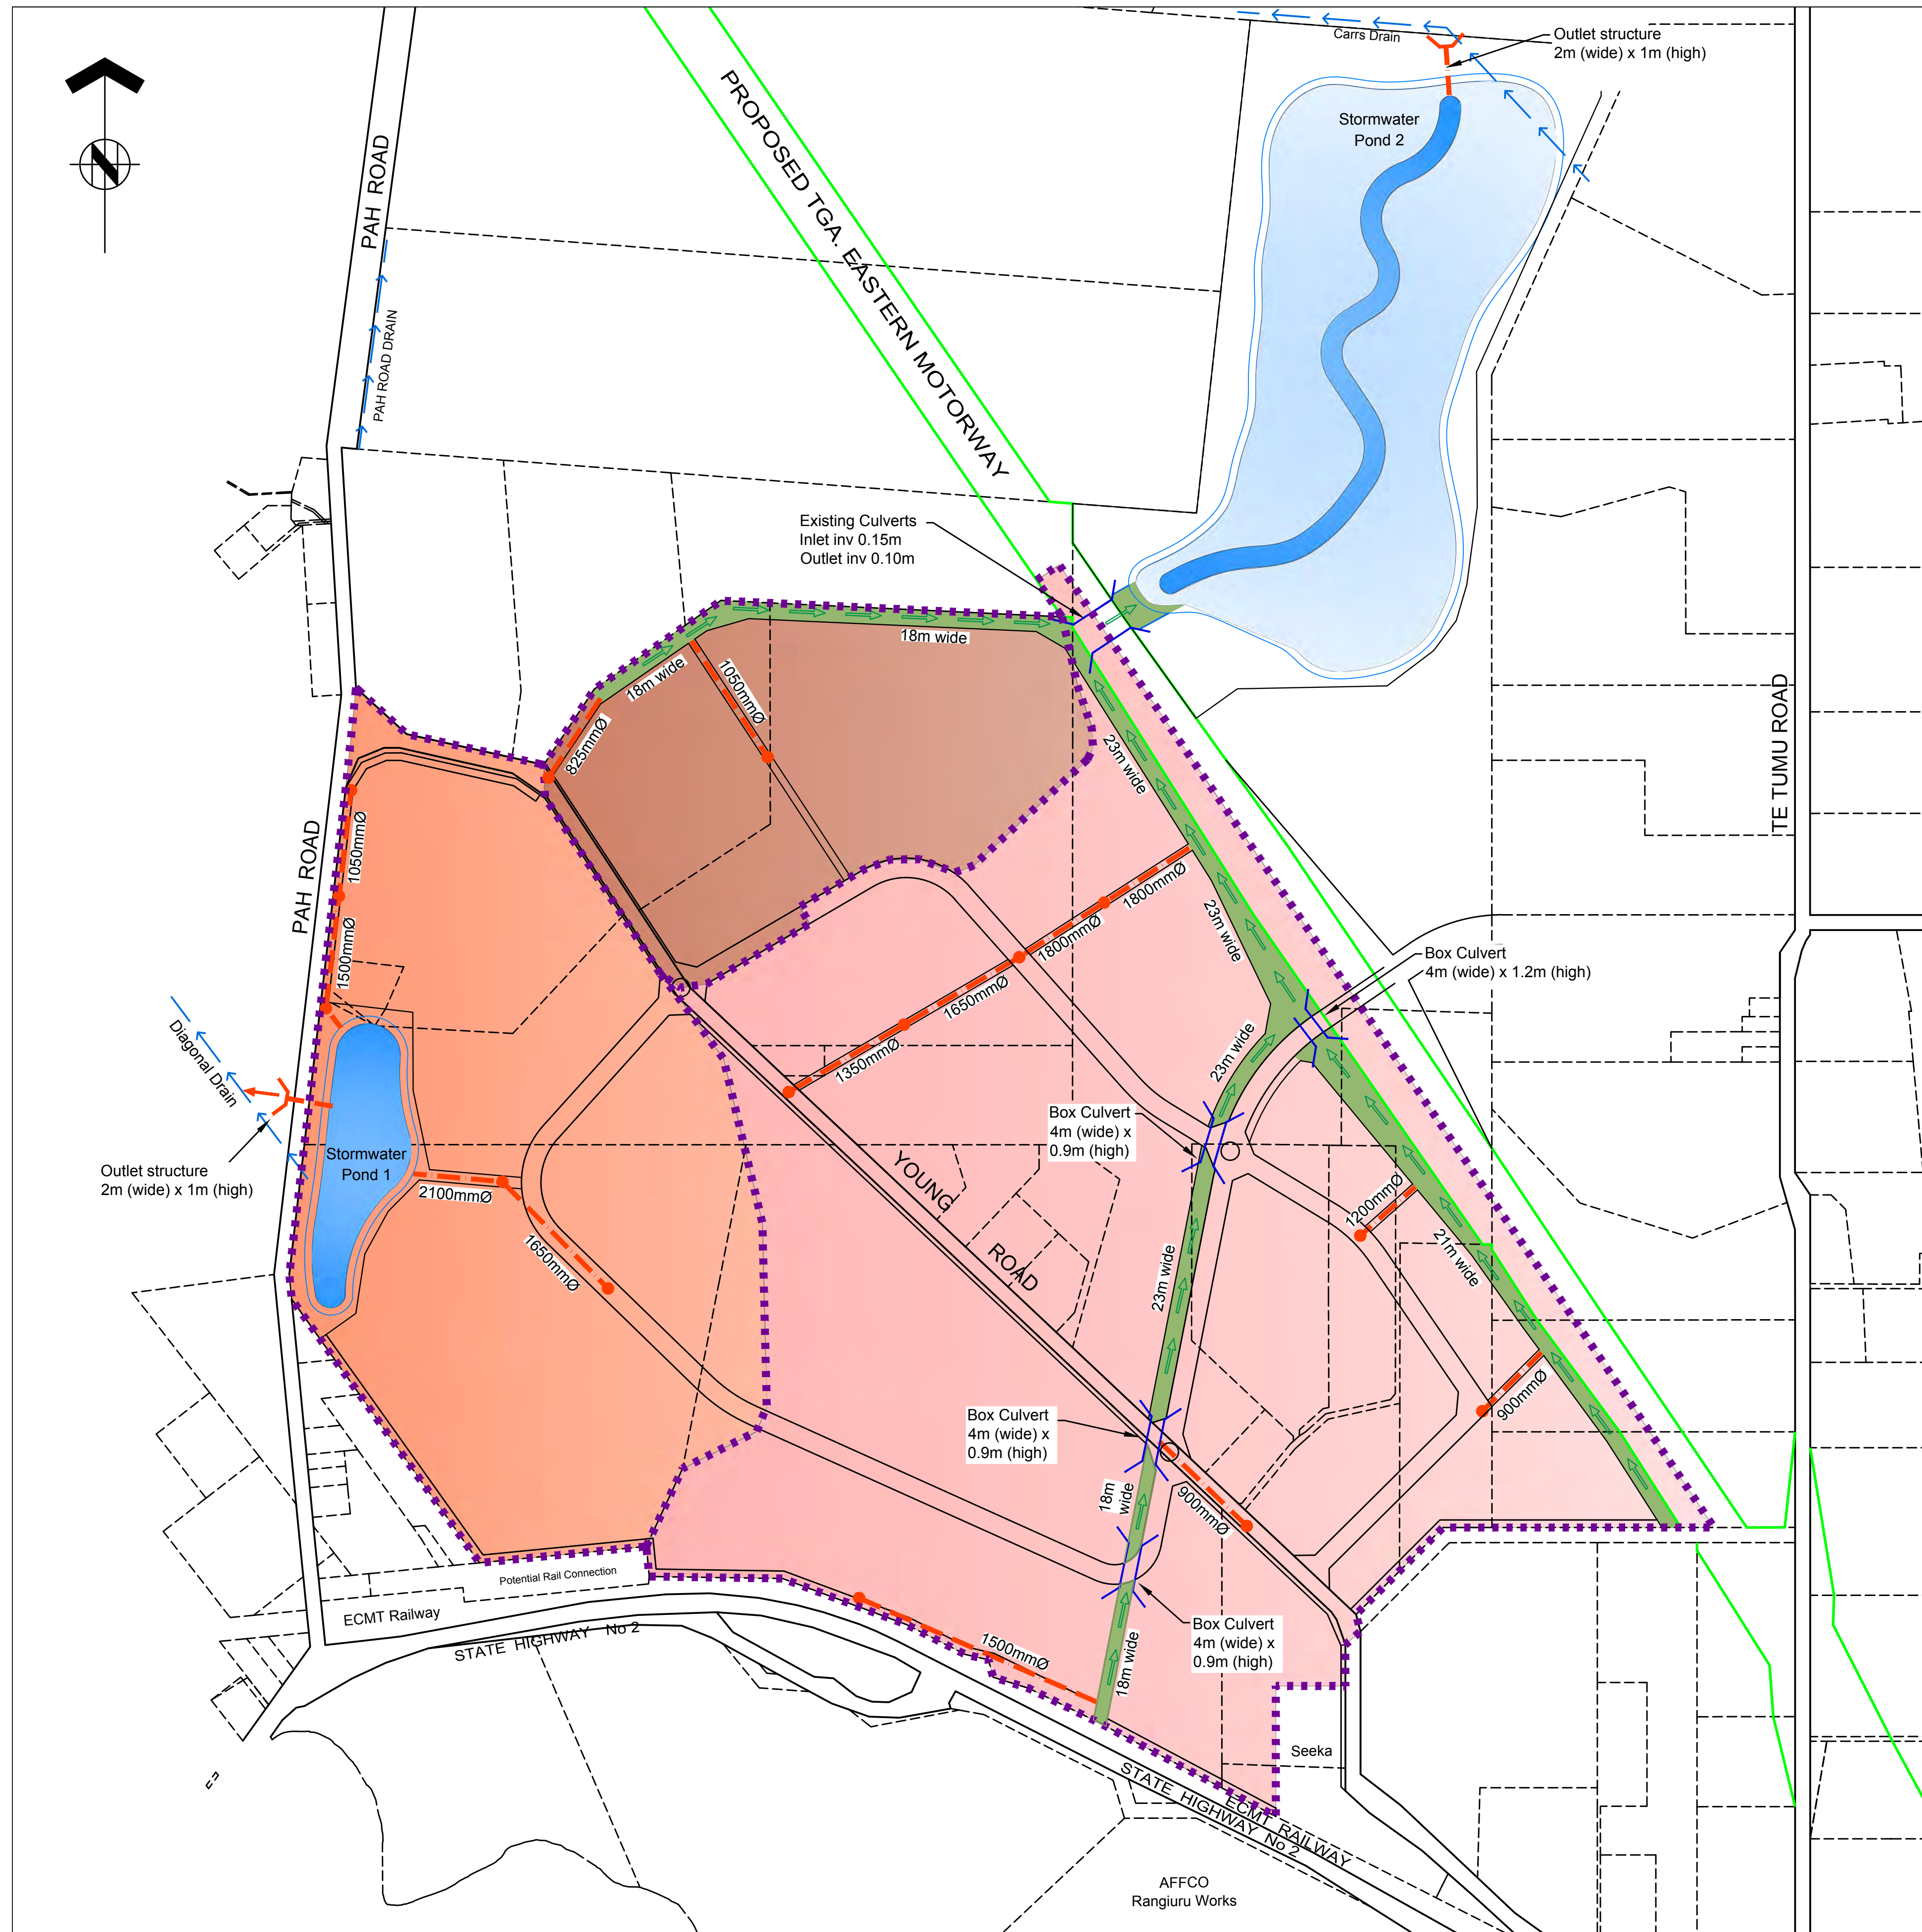 Carrs Drain
Outlet structure
2m (wide) x 1m (high)
Stormwater
Pond 2
PAH ROAD
PROPOSED TGA. EASTERN MOTORWAY
PAH ROAD DRAIN
Existing Culverts
Inlet inv 0.15m
Outlet inv 0.10m
18m wide
18m wide
1050mmØ
825mmØ
23m wide
TE TUMU ROAD
PAH ROAD
1050mmØ
1500mmØ
1800mmØ
1800mmØ
23m wide
1650mmØ
1350mmØ
Box Culvert
4m (wide) x 1.2m (high)
23m wide
Diagonal Drain
Box Culvert
4m (wide) x
0.9m (high)
Outlet structure
2m (wide) x 1m (high)
Stormwater
Pond 1
2100mmØ
1650mmØ
YOUNG
ROAD
1200mmØ
21m wide
23m wide
900mmØ
Box Culvert
4m (wide) x
0.9m (high)
18m
wide
900mmØ
Potential Rail Connection
ECMT Railway
STATE HIGHWAY No 2
1500mmØ
18m wide
Box Culvert
4m (wide) x
0.9m (high)
Seeka
STATE HIGHWAY No 2
ECMT RAILWAY
AFFCO
Rangiuru Works